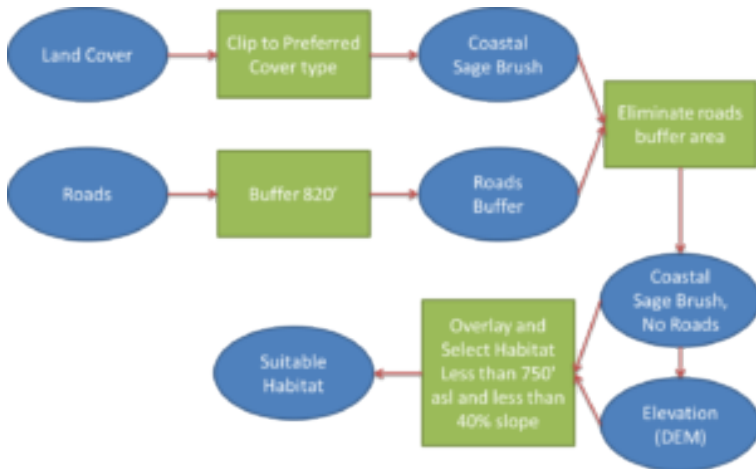 Land Cover
Clip to Preferred
Cover type
Coastal
Sage Brush
Eliminate roads
buffer area
Roads
Buffer 820'
Roads
Buffer
Coastal
Sage Brush,
No Roads
Overlay and
Select Habitat
Less than 750'
asl and less than
40% slope
Suitable
Habitat
Elevation
(DEM)